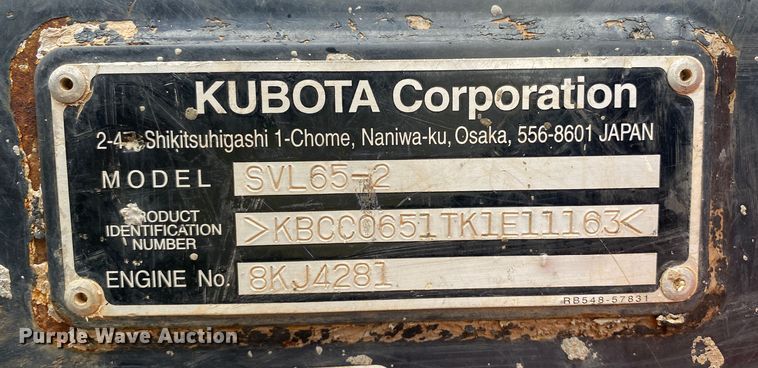 KUBOTA Corporation
Shikitsuhigashi 1-Chome, Naniwa-ku, Osaka, 556-8601 JAPAN
MODEL SVL65-2
PRODUCT
IDENTIFICATION
NUMBER >KBCC0651TK1E11163<
ENGINE No. 8KJ4281
RB548-57831
Purple Wave Auction